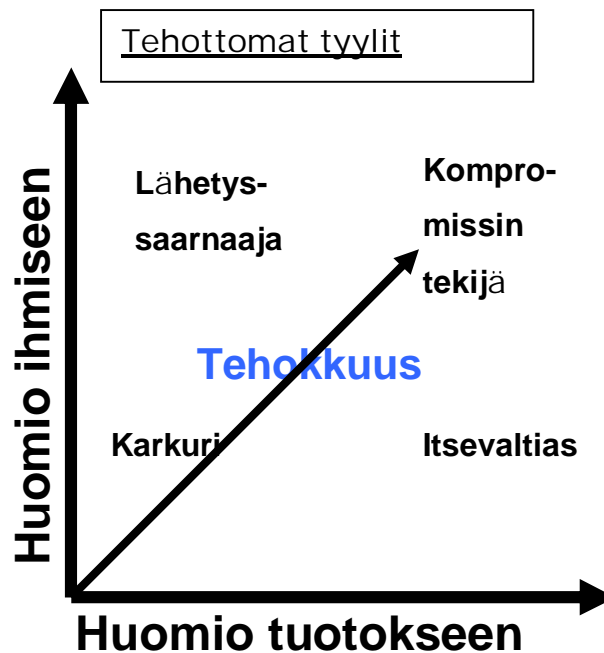 Tehottomat tyylit
Huomio ihmiseen
Lähetys-
saarnaaja
Kompro-
missin
tekijä
Tehokkuus
Karkuri
Itsevaltias
Huomio tuotokseen